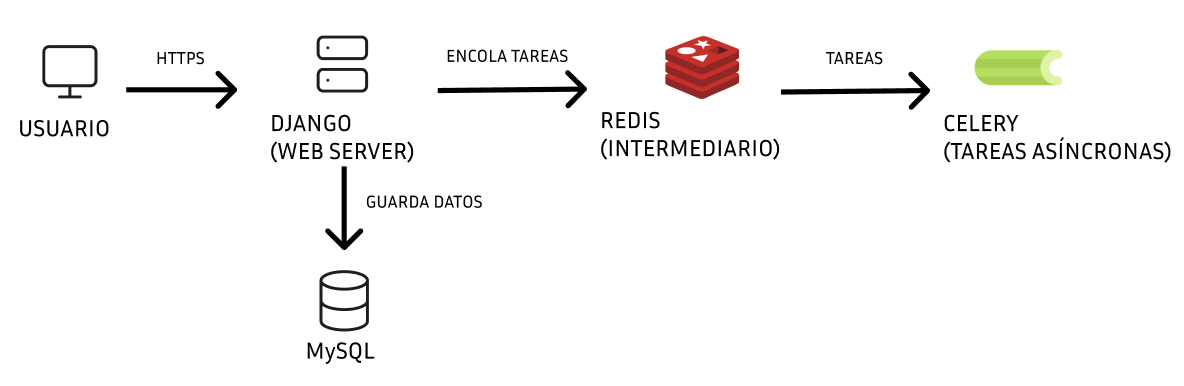 HTTPS
USUARIO
DJANGO
(WEB SERVER)
ENCOLA TAREAS
REDIS
(INTERMEDIARIO)
TAREAS
CELERY
(TAREAS ASÍNCRONAS)
GUARDA DATOS
MySQL